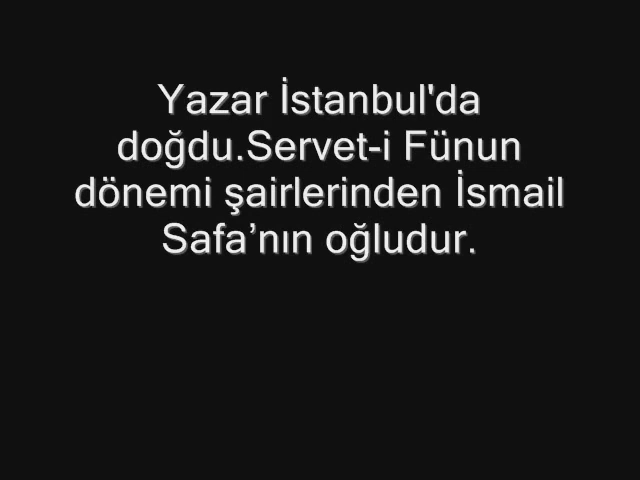 Yazar İstanbul'da
doğdu.Servet-i Fünun
dönemi şairlerinden İsmail
Safa’nın oğludur.